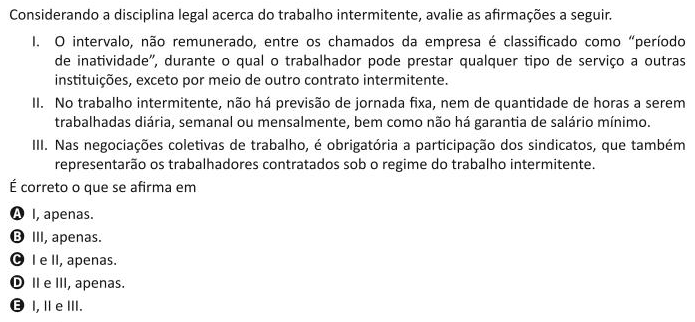 Considerando a disciplina legal acerca do trabalho intermitente, avalie as afirmações a seguir.
I. O intervalo, não remunerado, entre os chamados da empresa é classificado como “período
de inatividade”, durante o qual o trabalhador pode prestar qualquer tipo de serviço a outras
instituições, exceto por meio de outro contrato intermitente.
II. No trabalho intermitente, não há previsão de jornada fixa, nem de quantidade de horas a serem
trabalhadas diária, semanal ou mensalmente, bem como não há garantia de salário mínimo.
III. Nas negociações coletivas de trabalho, é obrigatória a participação dos sindicatos, que também
representarão os trabalhadores contratados sob o regime do trabalho intermitente.
É correto o que se afirma em
A I, apenas.
B III, apenas.
C I e II, apenas.
D II e III, apenas.
E I, II e III.